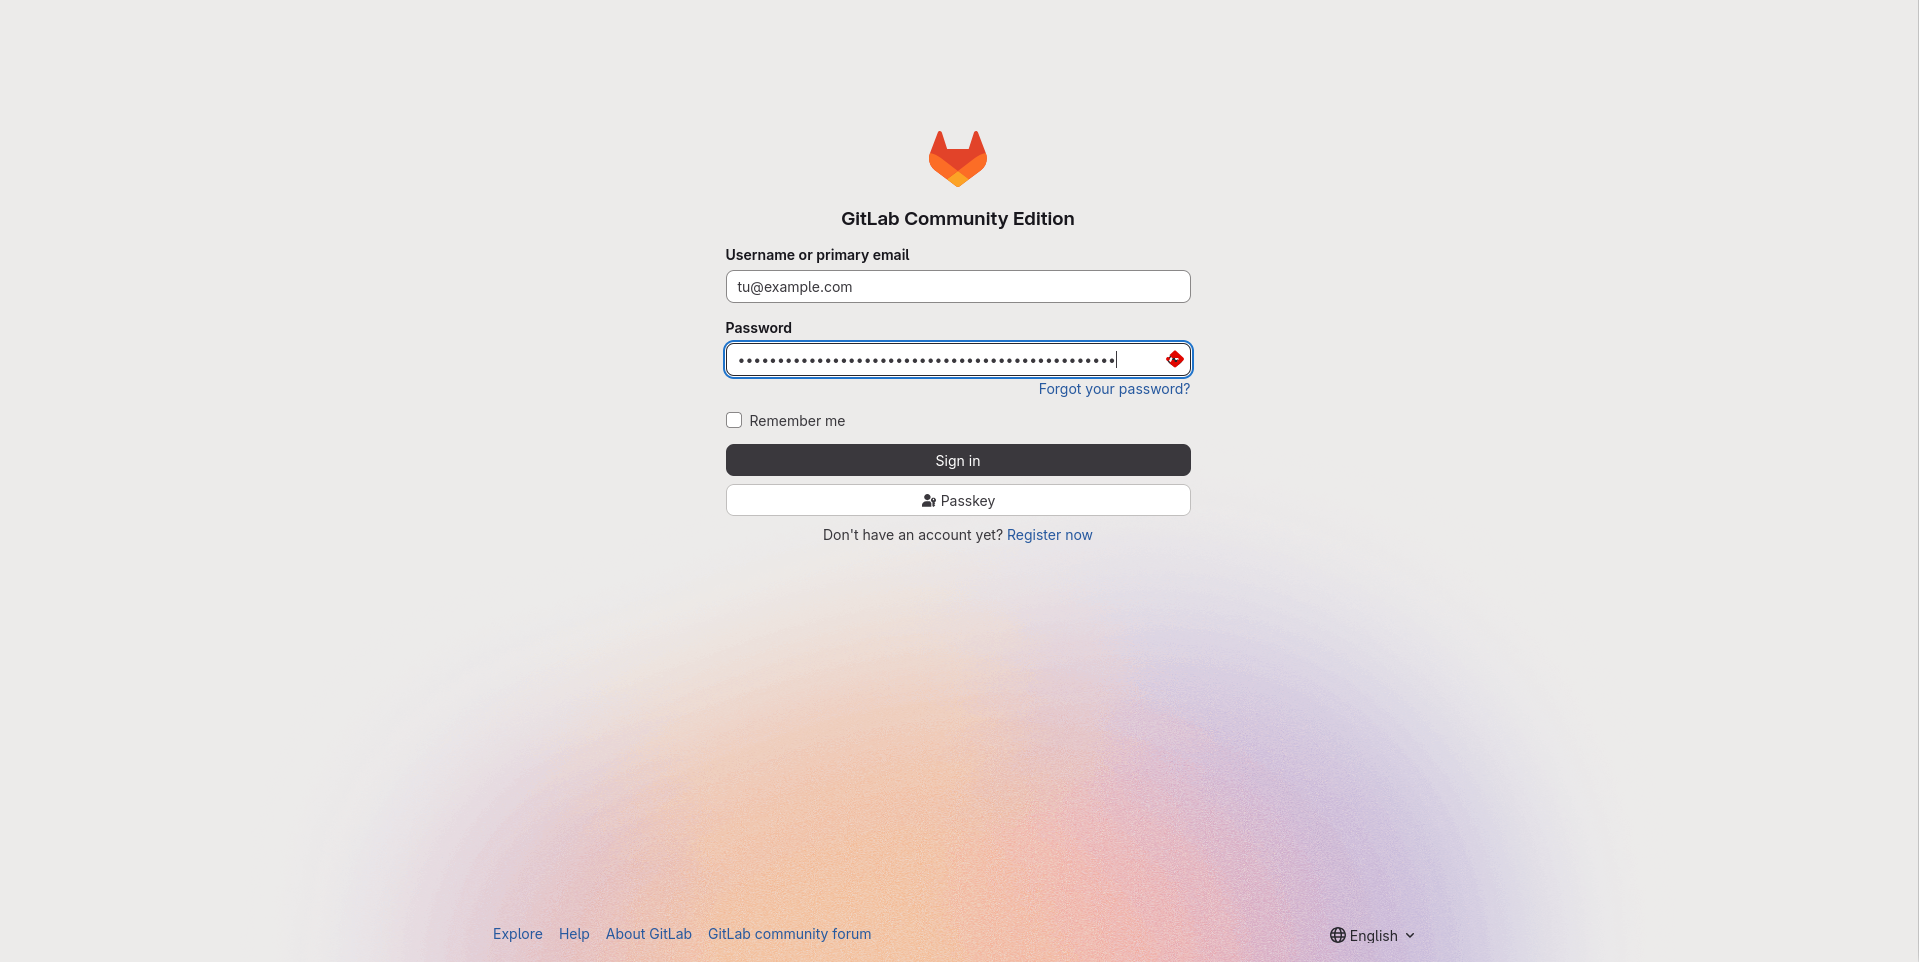 GitLab Community Edition
Username or primary email
tu@example.com
Password
••••••••••••••••••••••••••••••••••••••••••••••••
Forgot your password?
Remember me
Sign in
Passkey
Don't have an account yet? Register now
Explore Help About GitLab GitLab community forum English